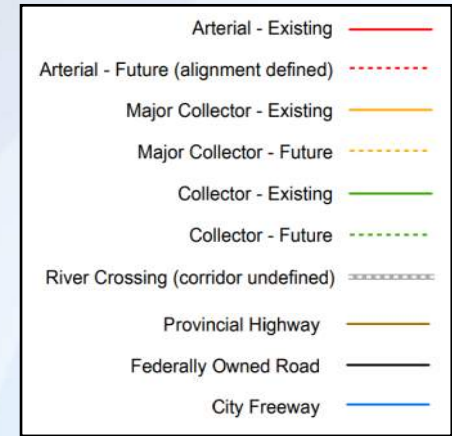 Arterial - Existing
Arterial - Future (alignment defined)
Major Collector - Existing
Major Collector - Future
Collector - Existing
Collector - Future
River Crossing (corridor undefined)
Provincial Highway
Federally Owned Road
City Freeway